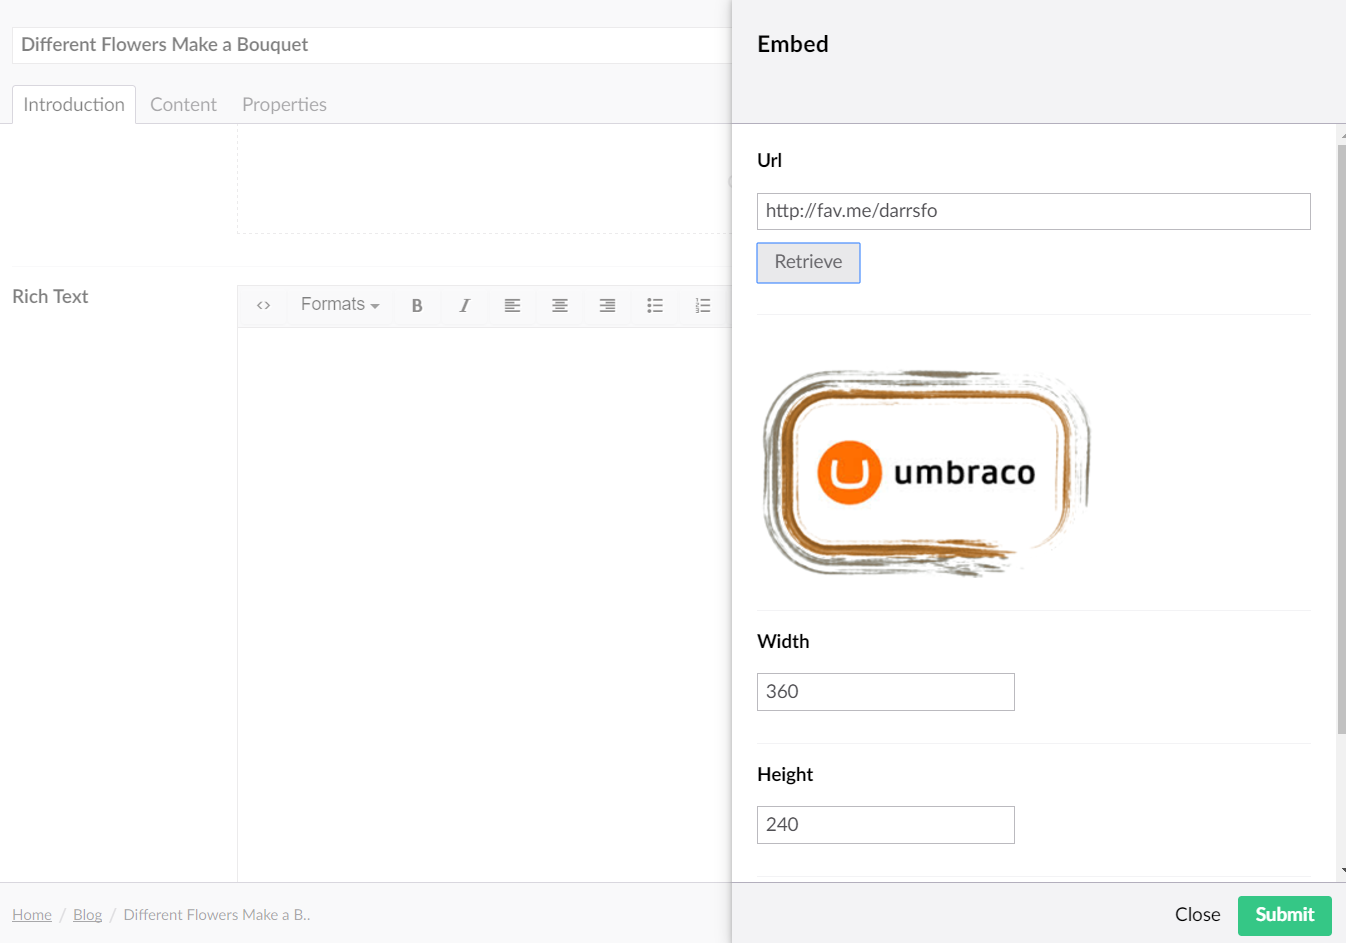 Different Flowers Make a Bouquet
Introduction Content Properties
Rich Text
Formats B I
Home / Blog / Different Flowers Make a B..
Embed
Url
http://fav.me/darrsfo
Retrieve
umbraco
Width
360
Height
240
Close Submit